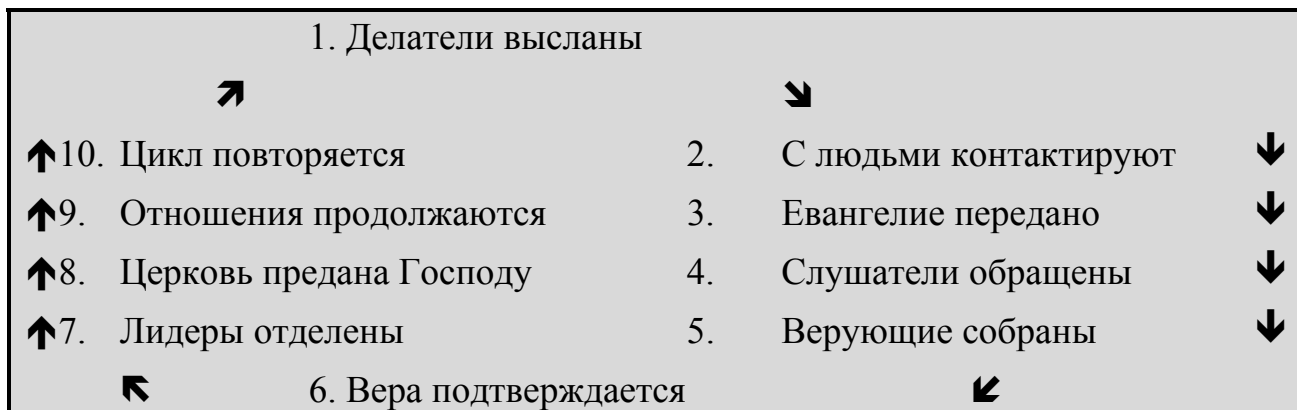 1. Делатели высланы
10. Цикл повторяется 2. С людьми контактируют
9. Отношения продолжаются 3. Евангелие передано
8. Церковь предана Господу 4. Слушатели обращены
7. Лидеры отделены 5. Верующие собраны
6. Вера подтверждается